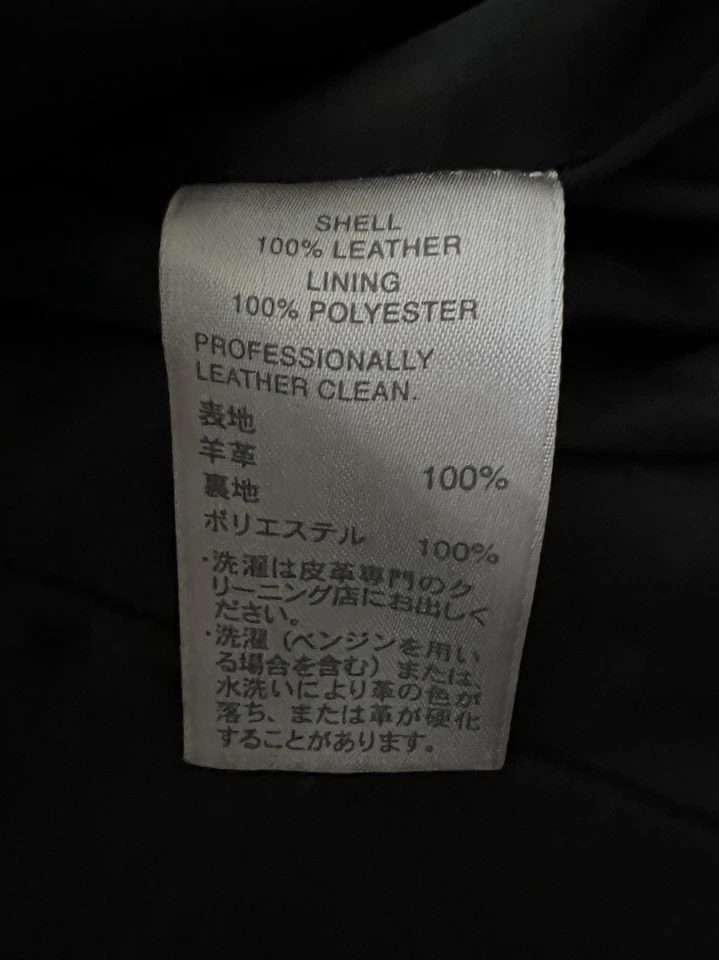 SHELL
100% LEATHER
LINING
100% POLYESTER
PROFESSIONALLY
LEATHER CLEAN.
表地
羊革 100%
裏地
ポリエステル 100%
・洗濯は皮革専門のク
リーニング店にお出しく
ださい。
・洗濯（ベンジンを用い
る場合を含む）または、
水洗いにより革の色が
落ち、または革が硬化
することがあります。